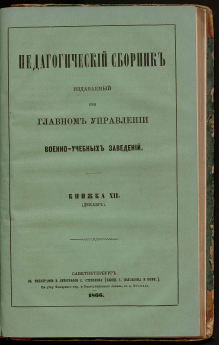 ПЕДАГОГИЧЕСКІЙ СБОРНИКЪ
ИЗДАВАЕМЫЙ
ПРИ
ГЛАВНОМЪ УПРАВЛЕНІИ
ВОЕННО-УЧЕБНЫХЪ ЗАВЕДЕНІЙ.
КНИЖКА XII.
(ДЕКАБРЬ).
САНКТПЕТЕРБУРГЪ.
1866.